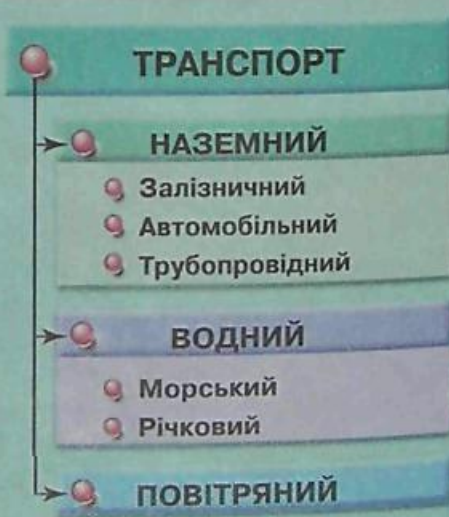 ТРАНСПОРТ
НАЗЕМНИЙ
Залізничний
Автомобільний
Трубопровідний
ВОДНИЙ
Морський
Річковий
ПОВІТРЯНИЙ